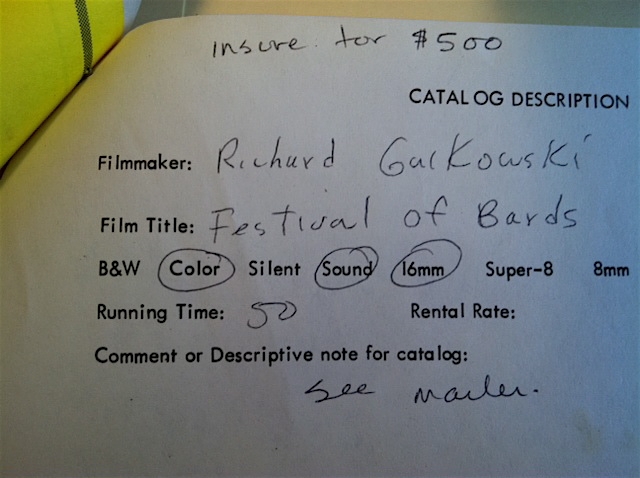 insure for $500
CATALOG DESCRIPTION
Filmmaker: Richard Gaikowski
Film Title: Festival of Bards
B&W Color Silent Sound 16mm Super-8 8mm
Running Time: 50 Rental Rate:
Comment or Descriptive note for catalog:
see mailer.